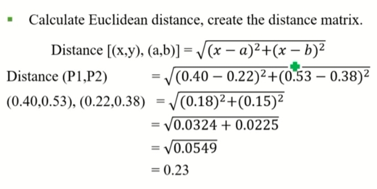 ▪ Calculate Euclidean distance, create the distance matrix.
Distance [(x,y), (a,b)] = √(x − a)²+(x − b)²
Distance (P1,P2) = √(0.40 − 0.22)²+(0.53 − 0.38)²
(0.40,0.53), (0.22,0.38) = √(0.18)²+(0.15)²
= √0.0324 + 0.0225
= √0.0549
= 0.23